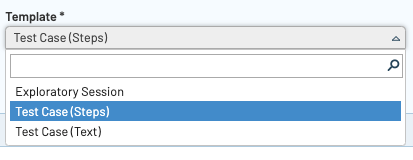 Template *
Test Case (Steps)
Exploratory Session
Test Case (Steps)
Test Case (Text)